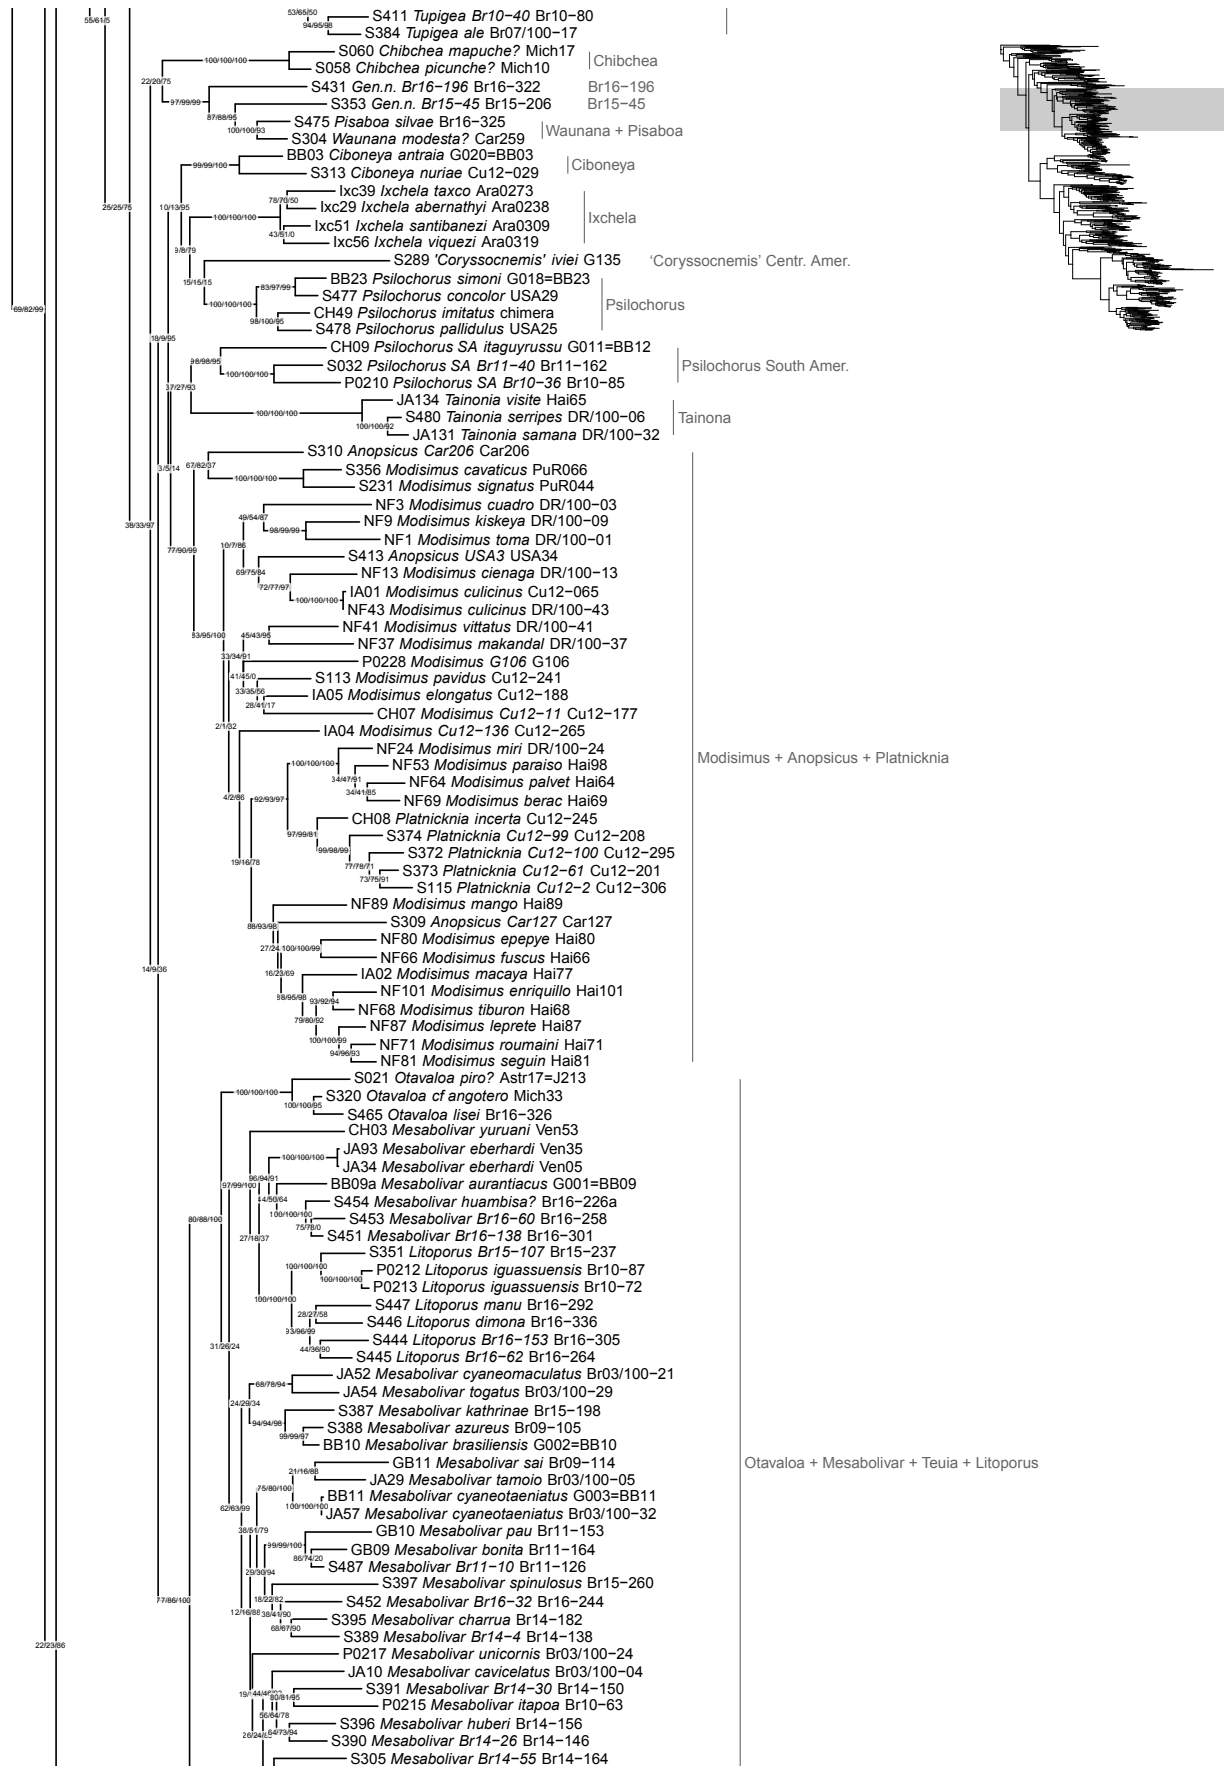 53/65/50
55/61/5
S411 Tupigea Br10−40 Br10−80
94/95/98
S384 Tupigea ale Br07/100−17
S060 Chibchea mapuche? Mich17
100/100/100
Chibchea
S058 Chibchea picunche? Mich10
22/20/75
S431 Gen.n. Br16−196 Br16−322
Br16−196
97/99/99
S353 Gen.n. Br15−45 Br15−206
Br15−45
87/88/95
S475 Pisaboa silvae Br16−325
100/100/93
Waunana + Pisaboa
S304 Waunana modesta? Car259
BB03 Ciboneya antraia G020=BB03
99/99/100
Ciboneya
S313 Ciboneya nuriae Cu12−029
Ixc39 Ixchela taxco Ara0273
78/70/50
25/25/75
10/13/95
Ixc29 Ixchela abernathyi Ara0238
100/100/100
Ixchela
Ixc51 Ixchela santibanezi Ara0309
43/51/0
Ixc56 Ixchela viquezi Ara0319
9/8/79
S289 'Coryssocnemis' iviei G135
'Coryssocnemis' Centr. Amer.
15/15/15
BB23 Psilochorus simoni G018=BB23
83/97/99
S477 Psilochorus concolor USA29
100/100/100
Psilochorus
69/82/99
CH49 Psilochorus imitatus chimera
98/100/95
S478 Psilochorus pallidulus USA25
18/9/95
CH09 Psilochorus SA itaguyrussu G011=BB12
98/98/95
S032 Psilochorus SA Br11−40 Br11−162
Psilochorus South Amer.
100/100/100
P0210 Psilochorus SA Br10−36 Br10−85
37/27/93
JA134 Tainonia visite Hai65
100/100/100
S480 Tainonia serripes DR/100−06
Tainona
100/100/92
JA131 Tainonia samana DR/100−32
S310 Anopsicus Car206 Car206
3/5/14
67/62/37
S356 Modisimus cavaticus PuR066
100/100/100
S231 Modisimus signatus PuR044
NF3 Modisimus cuadro DR/100−03
49/54/87
NF9 Modisimus kiskeya DR/100−09
38/33/97
98/99/99
NF1 Modisimus toma DR/100−01
77/90/99
10/7/86
S413 Anopsicus USA3 USA34
69/75/84
NF13 Modisimus cienaga DR/100−13
72/77/97
IA01 Modisimus culicinus Cu12−065
100/100/100
NF43 Modisimus culicinus DR/100−43
NF41 Modisimus vittatus DR/100−41
93/95/100
45/43/95
NF37 Modisimus makandal DR/100−37
33/34/91
P0228 Modisimus G106 G106
41/45/0
S113 Modisimus pavidus Cu12−241
33/35/56
IA05 Modisimus elongatus Cu12−188
28/41/17
CH07 Modisimus Cu12−11 Cu12−177
2/1/32
IA04 Modisimus Cu12−136 Cu12−265
NF24 Modisimus miri DR/100−24
Modisimus + Anopsicus + Platnicknia
100/100/100
NF53 Modisimus paraiso Hai98
34/47/91
NF64 Modisimus palvet Hai64
34/41/85
4/2/86
92/93/97
NF69 Modisimus berac Hai69
CH08 Platnicknia incerta Cu12−245
97/99/81
S374 Platnicknia Cu12−99 Cu12−208
99/98/99
S372 Platnicknia Cu12−100 Cu12−295
19/16/78
77/78/71
S373 Platnicknia Cu12−61 Cu12−201
73/75/91
S115 Platnicknia Cu12−2 Cu12−306
NF89 Modisimus mango Hai89
S309 Anopsicus Car127 Car127
88/93/98
NF80 Modisimus epepye Hai80
27/24
100/100/99
NF66 Modisimus fuscus Hai66
14/9/36
16/23/69
IA02 Modisimus macaya Hai77
NF101 Modisimus enriquillo Hai101
98/95/98
93/92/94
NF68 Modisimus tiburon Hai68
79/80/92
NF87 Modisimus leprete Hai87
100/100/99
NF71 Modisimus roumaini Hai71
94/96/93
NF81 Modisimus seguin Hai81
S021 Otavaloa piro? Astr17=J213
100/100/100
S320 Otavaloa cf angotero Mich33
100/100/95
S465 Otavaloa lisei Br16−326
CH03 Mesabolivar yuruani Ven53
JA93 Mesabolivar eberhardi Ven35
100/100/100
JA34 Mesabolivar eberhardi Ven05
96/94/91
97/99/100
BB09a Mesabolivar aurantiacus G001=BB09
44/50/64
S454 Mesabolivar huambisa? Br16−226a
100/100/100
80/88/100
S453 Mesabolivar Br16−60 Br16−258
75/78/0
27/18/37
S451 Mesabolivar Br16−138 Br16−301
S351 Litoporus Br15−107 Br15−237
100/100/100
P0212 Litoporus iguassuensis Br10−87
100/100/100
P0213 Litoporus iguassuensis Br10−72
100/100/100
S447 Litoporus manu Br16−292
28/27/58
S446 Litoporus dimona Br16−336
93/96/99
S444 Litoporus Br16−153 Br16−305
31/26/24
44/36/90
S445 Litoporus Br16−62 Br16−264
JA52 Mesabolivar cyaneomaculatus Br03/100−21
68/78/94
JA54 Mesabolivar togatus Br03/100−29
24/29/34
S387 Mesabolivar kathrinae Br15−198
94/94/98
S388 Mesabolivar azureus Br09−105
99/99/97
BB10 Mesabolivar brasiliensis G002=BB10
GB11 Mesabolivar sai Br09−114
Otavaloa + Mesabolivar + Teuia + Litoporus
21/16/88
JA29 Mesabolivar tamoio Br03/100−05
75/80/100
BB11 Mesabolivar cyaneotaeniatus G003=BB11
62/63/99
100/100/100
JA57 Mesabolivar cyaneotaeniatus Br03/100−32
38/51/79
GB10 Mesabolivar pau Br11−153
99/99/100
GB09 Mesabolivar bonita Br11−164
86/74/20
S487 Mesabolivar Br11−10 Br11−126
29/30/94
S397 Mesabolivar spinulosus Br15−260
77/86/100
18/22/82
S452 Mesabolivar Br16−32 Br16−244
12/16/88
38/41/90
S395 Mesabolivar charrua Br14−182
68/67/90
S389 Mesabolivar Br14−4 Br14−138
22/23/86
P0217 Mesabolivar unicornis Br03/100−24
JA10 Mesabolivar cavicelatus Br03/100−04
S391 Mesabolivar Br14−30 Br14−150
80/81/95
P0215 Mesabolivar itapoa Br10−63
56/64/78
S396 Mesabolivar huberi Br14−156
64/73/94
S390 Mesabolivar Br14−26 Br14−146
S305 Mesabolivar Br14−55 Br14−164